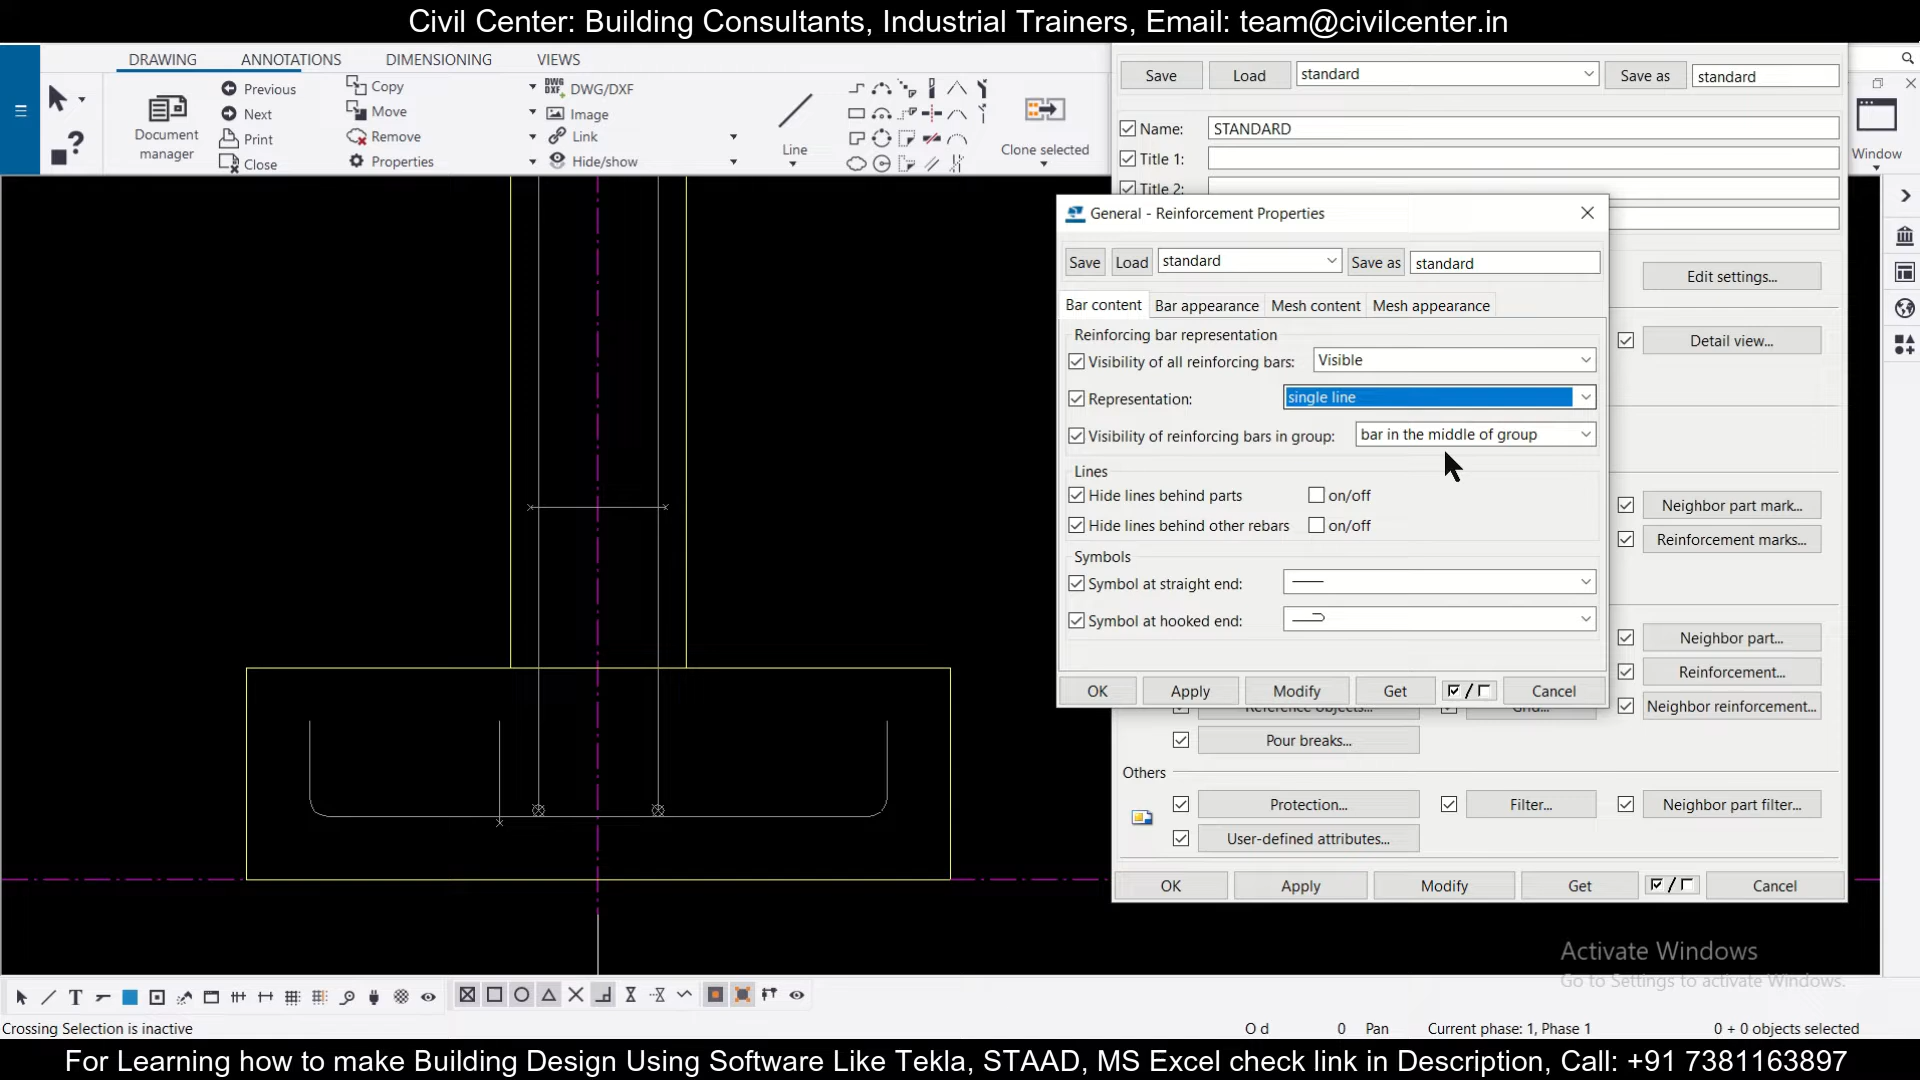 Civil Center: Building Consultants, Industrial Trainers, Email: team@civilcenter.in
DRAWING ANNOTATIONS DIMENSIONING VIEWS
Save Load standard Save as standard
Document manager
Previous
Next
Print
Close
Copy
Move
Remove
Properties
DWG/DXF
Image
Link
Hide/show
Line
Clone selected
Window
Name: STANDARD
Title 1:
Title 2:
General - Reinforcement Properties
Save Load standard Save as standard
Bar content Bar appearance Mesh content Mesh appearance
Reinforcing bar representation
Visibility of all reinforcing bars: Visible
Representation: single line
Visibility of reinforcing bars in group: bar in the middle of group
Lines
Hide lines behind parts on/off
Hide lines behind other rebars on/off
Symbols
Symbol at straight end:
Symbol at hooked end:
OK Apply Modify Get Cancel
Edit settings...
Detail view...
Neighbor part mark...
Reinforcement marks...
Neighbor part...
Reinforcement...
Reference objects... Grid... Neighbor reinforcement...
Pour breaks...
Others
Protection... Filter... Neighbor part filter...
User-defined attributes...
OK Apply Modify Get Cancel
Activate Windows
Go to Settings to activate Windows.
Crossing Selection is inactive
O d 0 Pan Current phase: 1, Phase 1 0 + 0 objects selected
For Learning how to make Building Design Using Software Like Tekla, STAAD, MS Excel check link in Description, Call: +91 7381163897